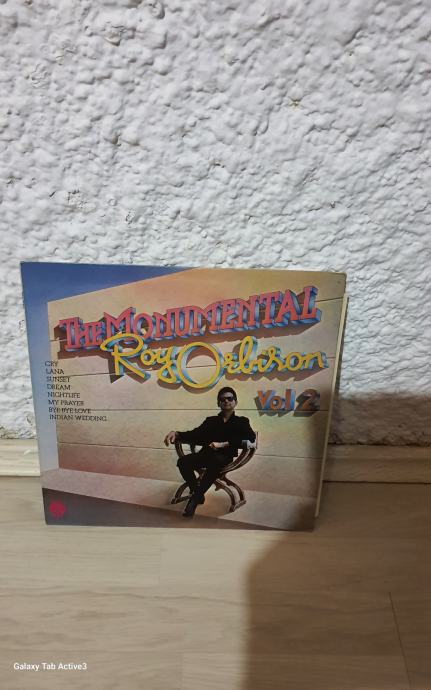 THE MONUMENTAL
Roy Orbison
Vol 2
CRY
LANA
SUNSET
DREAM
NIGHTLIFE
MY PRAYER
BYE BYE LOVE
INDIAN WEDDING
Galaxy Tab Active3